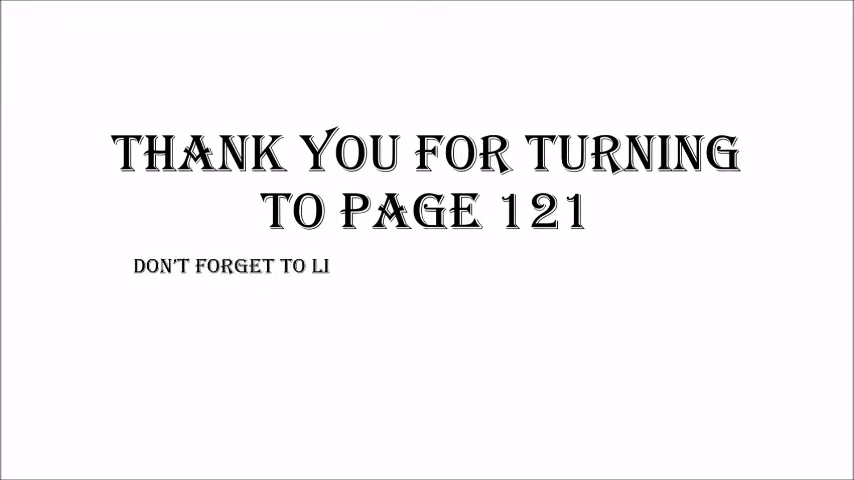 THANK YOU FOR TURNING
TO PAGE 121
DON'T FORGET TO LI